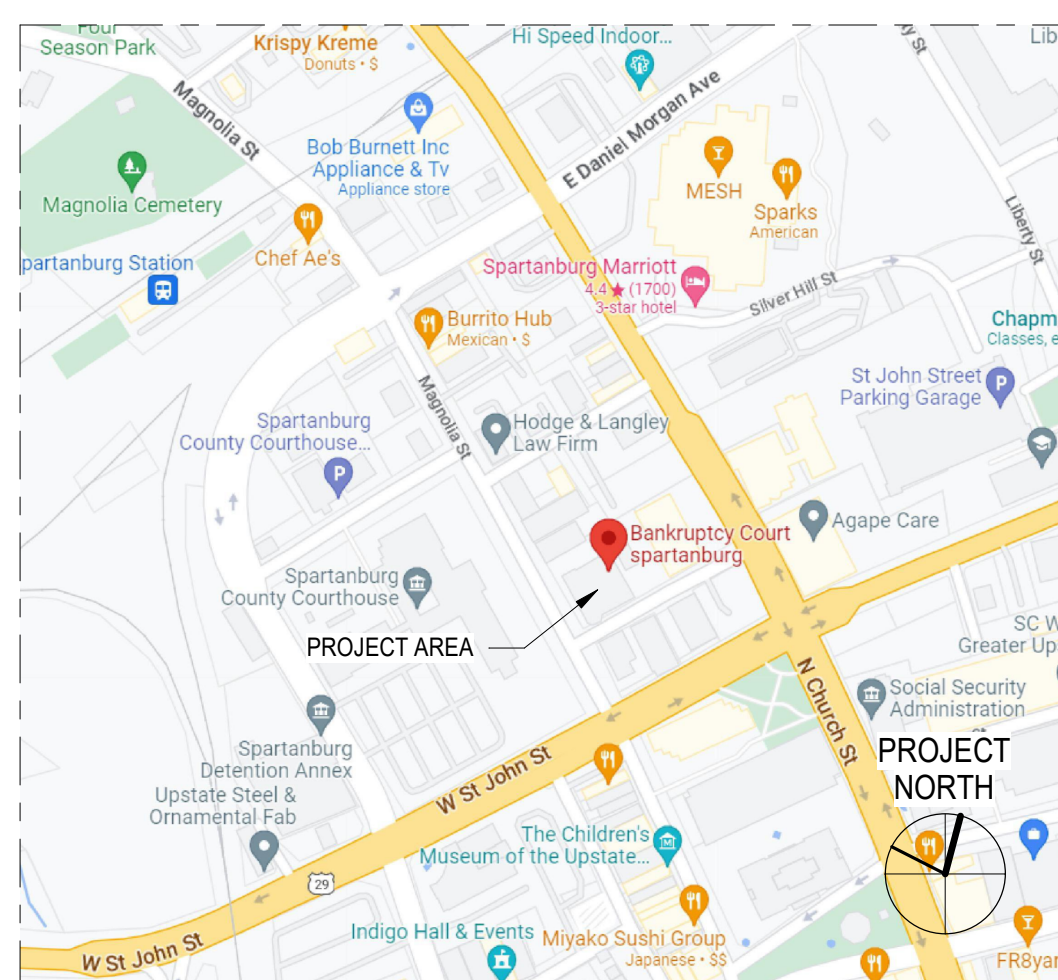 Four
Season Park
Krispy Kreme
Donuts • $
Hi Speed Indoor...
Lib
Magnolia St
E Daniel Morgan Ave
Bob Burnett Inc
Appliance & Tv
Appliance store
MESH
Sparks
American
Magnolia Cemetery
Chef Ae's
partanburg Station
Liberty St
Spartanburg Marriott
4.4 ★ (1700)
3-star hotel
Silver Hill St
Burrito Hub
Mexican • $
Chapm
Classes, e
Magnolia St
St John Street
Parking Garage
P
Spartanburg
County Courthouse...
P
Hodge & Langley
Law Firm
Bankruptcy Court
spartanburg
Agape Care
Spartanburg
County Courthouse
PROJECT AREA
SC W
Greater Up
N Church St
Social Security
Administration
Spartanburg
Detention Annex
Upstate Steel &
Ornamental Fab
W St John St
PROJECT
NORTH
The Children's
Museum of the Upstate...
29
Indigo Hall & Events
Miyako Sushi Group
Japanese • $$
W St John St
FR8yar